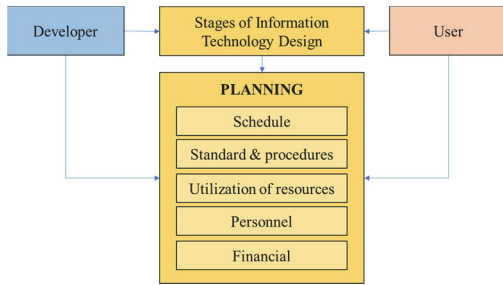 Developer
Stages of Information
Technology Design
User
PLANNING
Schedule
Standard & procedures
Utilization of resources
Personnel
Financial